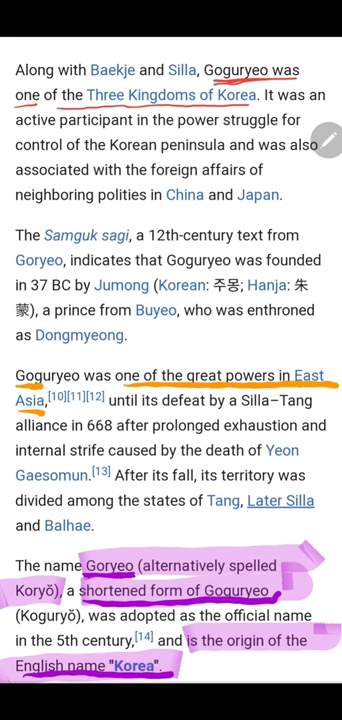 Along with Baekje and Silla, Goguryeo was
one of the Three Kingdoms of Korea. It was an
active participant in the power struggle for
control of the Korean peninsula and was also
associated with the foreign affairs of
neighboring polities in China and Japan.
The Samguk sagi, a 12th-century text from
Goryeo, indicates that Goguryeo was founded
in 37 BC by Jumong (Korean: 주몽; Hanja: 朱
蒙), a prince from Buyeo, who was enthroned
as Dongmyeong.
Goguryeo was one of the great powers in East
Asia,[10][11][12] until its defeat by a Silla–Tang
alliance in 668 after prolonged exhaustion and
internal strife caused by the death of Yeon
Gaesomun.[13] After its fall, its territory was
divided among the states of Tang, Later Silla
and Balhae.
The name Goryeo (alternatively spelled
Koryŏ), a shortened form of Goguryeo
(Koguryŏ), was adopted as the official name
in the 5th century,[14] and is the origin of the
English name "Korea".